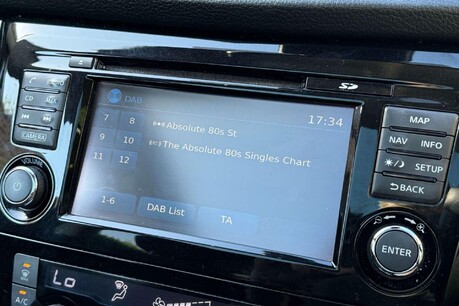 DAB
17:34
7 8
Absolute 80s St
9 10
The Absolute 80s Singles Chart
11 12
1-6
DAB List
TA
CD
AUX
CAMERA
VOLUME
A/C
Lo
SD
MAP
NAV
INFO
SETUP
BACK
ENTER